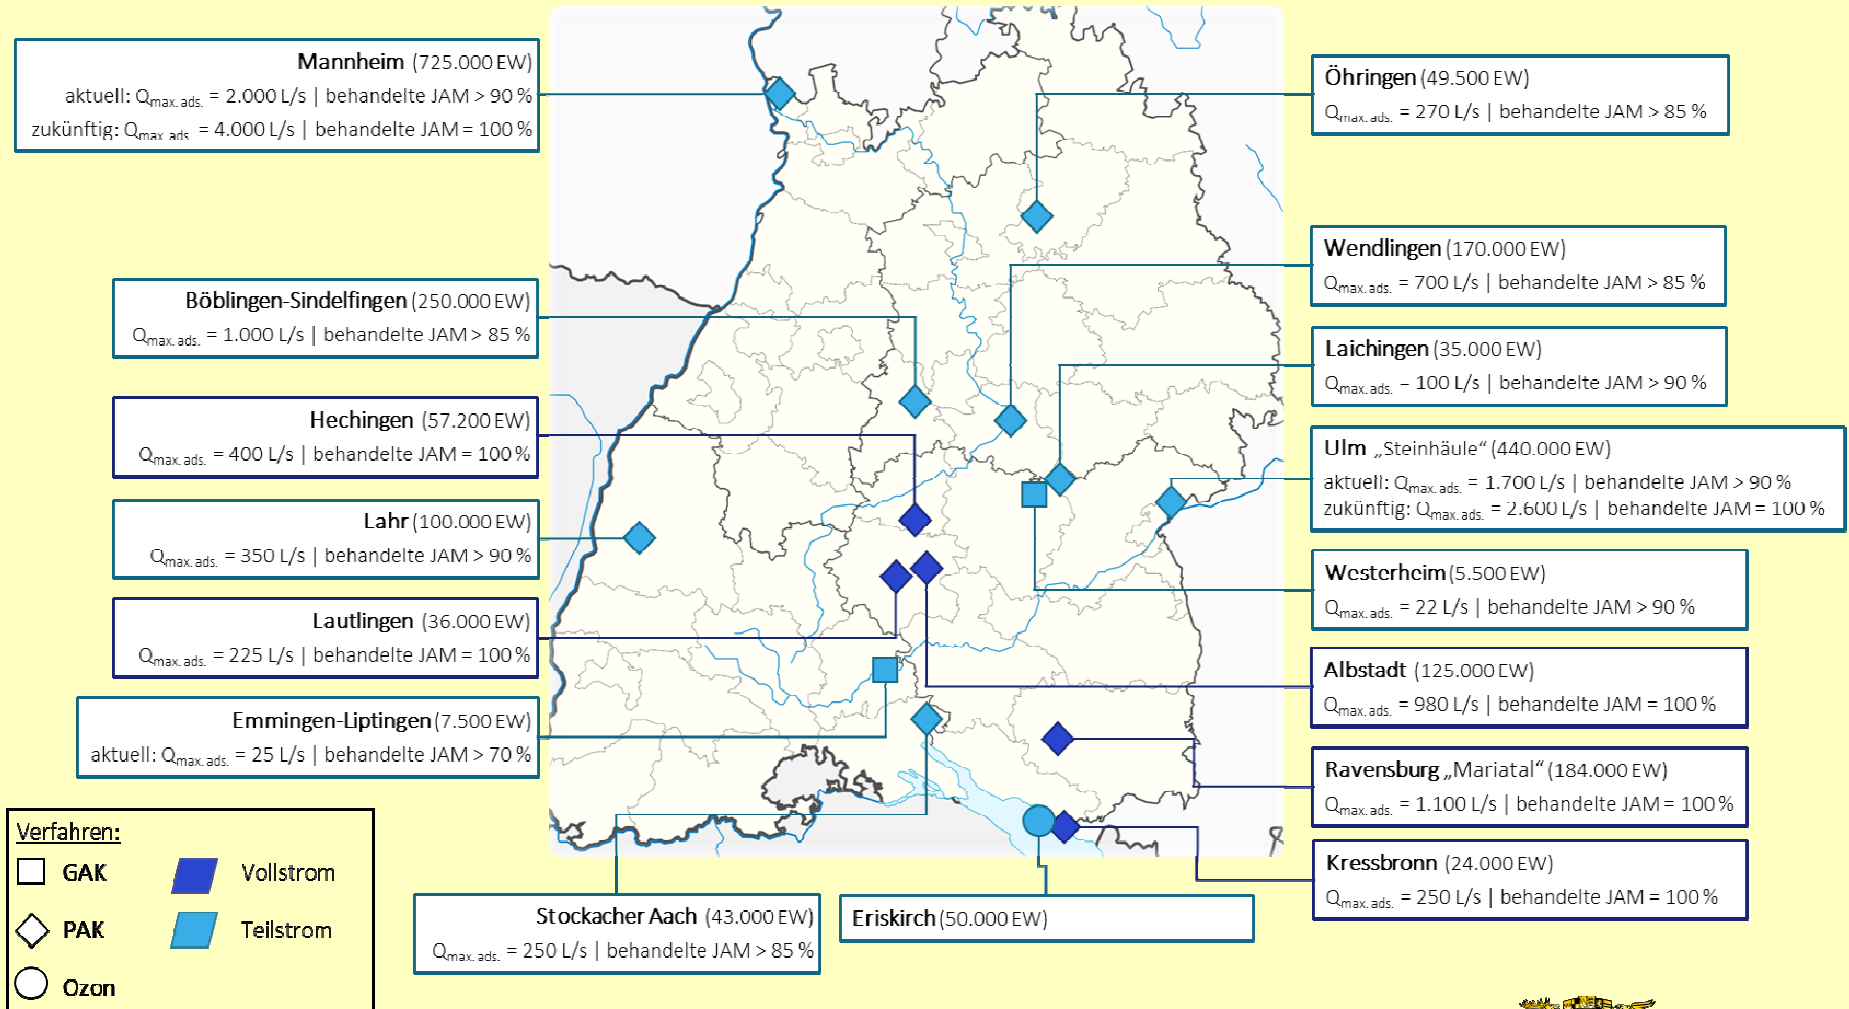 Mannheim (725.000 EW)
aktuell: Qmax. ads. = 2.000 L/s | behandelte JAM > 90 %
zukünftig: Qmax ads = 4.000 L/s | behandelte JAM = 100 %
Böblingen-Sindelfingen (250.000 EW)
Qmax. ads. = 1.000 L/s | behandelte JAM > 85 %
Hechingen (57.200 EW)
Qmax. ads. = 400 L/s | behandelte JAM = 100 %
Lahr (100.000 EW)
Qmax. ads. = 350 L/s | behandelte JAM > 90 %
Lautlingen (36.000 EW)
Qmax. ads. = 225 L/s | behandelte JAM = 100 %
Emmingen-Liptingen (7.500 EW)
aktuell: Qmax. ads. = 25 L/s | behandelte JAM > 70 %
Stockacher Aach (43.000 EW)
Qmax. ads. = 250 L/s | behandelte JAM > 85 %
Eriskirch (50.000 EW)
Öhringen (49.500 EW)
Qmax. ads. = 270 L/s | behandelte JAM > 85 %
Wendlingen (170.000 EW)
Qmax. ads. = 700 L/s | behandelte JAM > 85 %
Laichingen (35.000 EW)
Qmax. ads. – 100 L/s | behandelte JAM > 90 %
Ulm „Steinhäule“ (440.000 EW)
aktuell: Qmax. ads. = 1.700 L/s | behandelte JAM > 90 %
zukünftig: Qmax. ads. = 2.600 L/s | behandelte JAM = 100 %
Westerheim (5.500 EW)
Qmax. ads. = 22 L/s | behandelte JAM > 90 %
Albstadt (125.000 EW)
Qmax. ads. = 980 L/s | behandelte JAM = 100 %
Ravensburg „Mariatal“ (184.000 EW)
Qmax. ads. = 1.100 L/s | behandelte JAM = 100 %
Kressbronn (24.000 EW)
Qmax. ads. = 250 L/s | behandelte JAM = 100 %
Verfahren:
GAK Vollstrom
PAK Teilstrom
Ozon